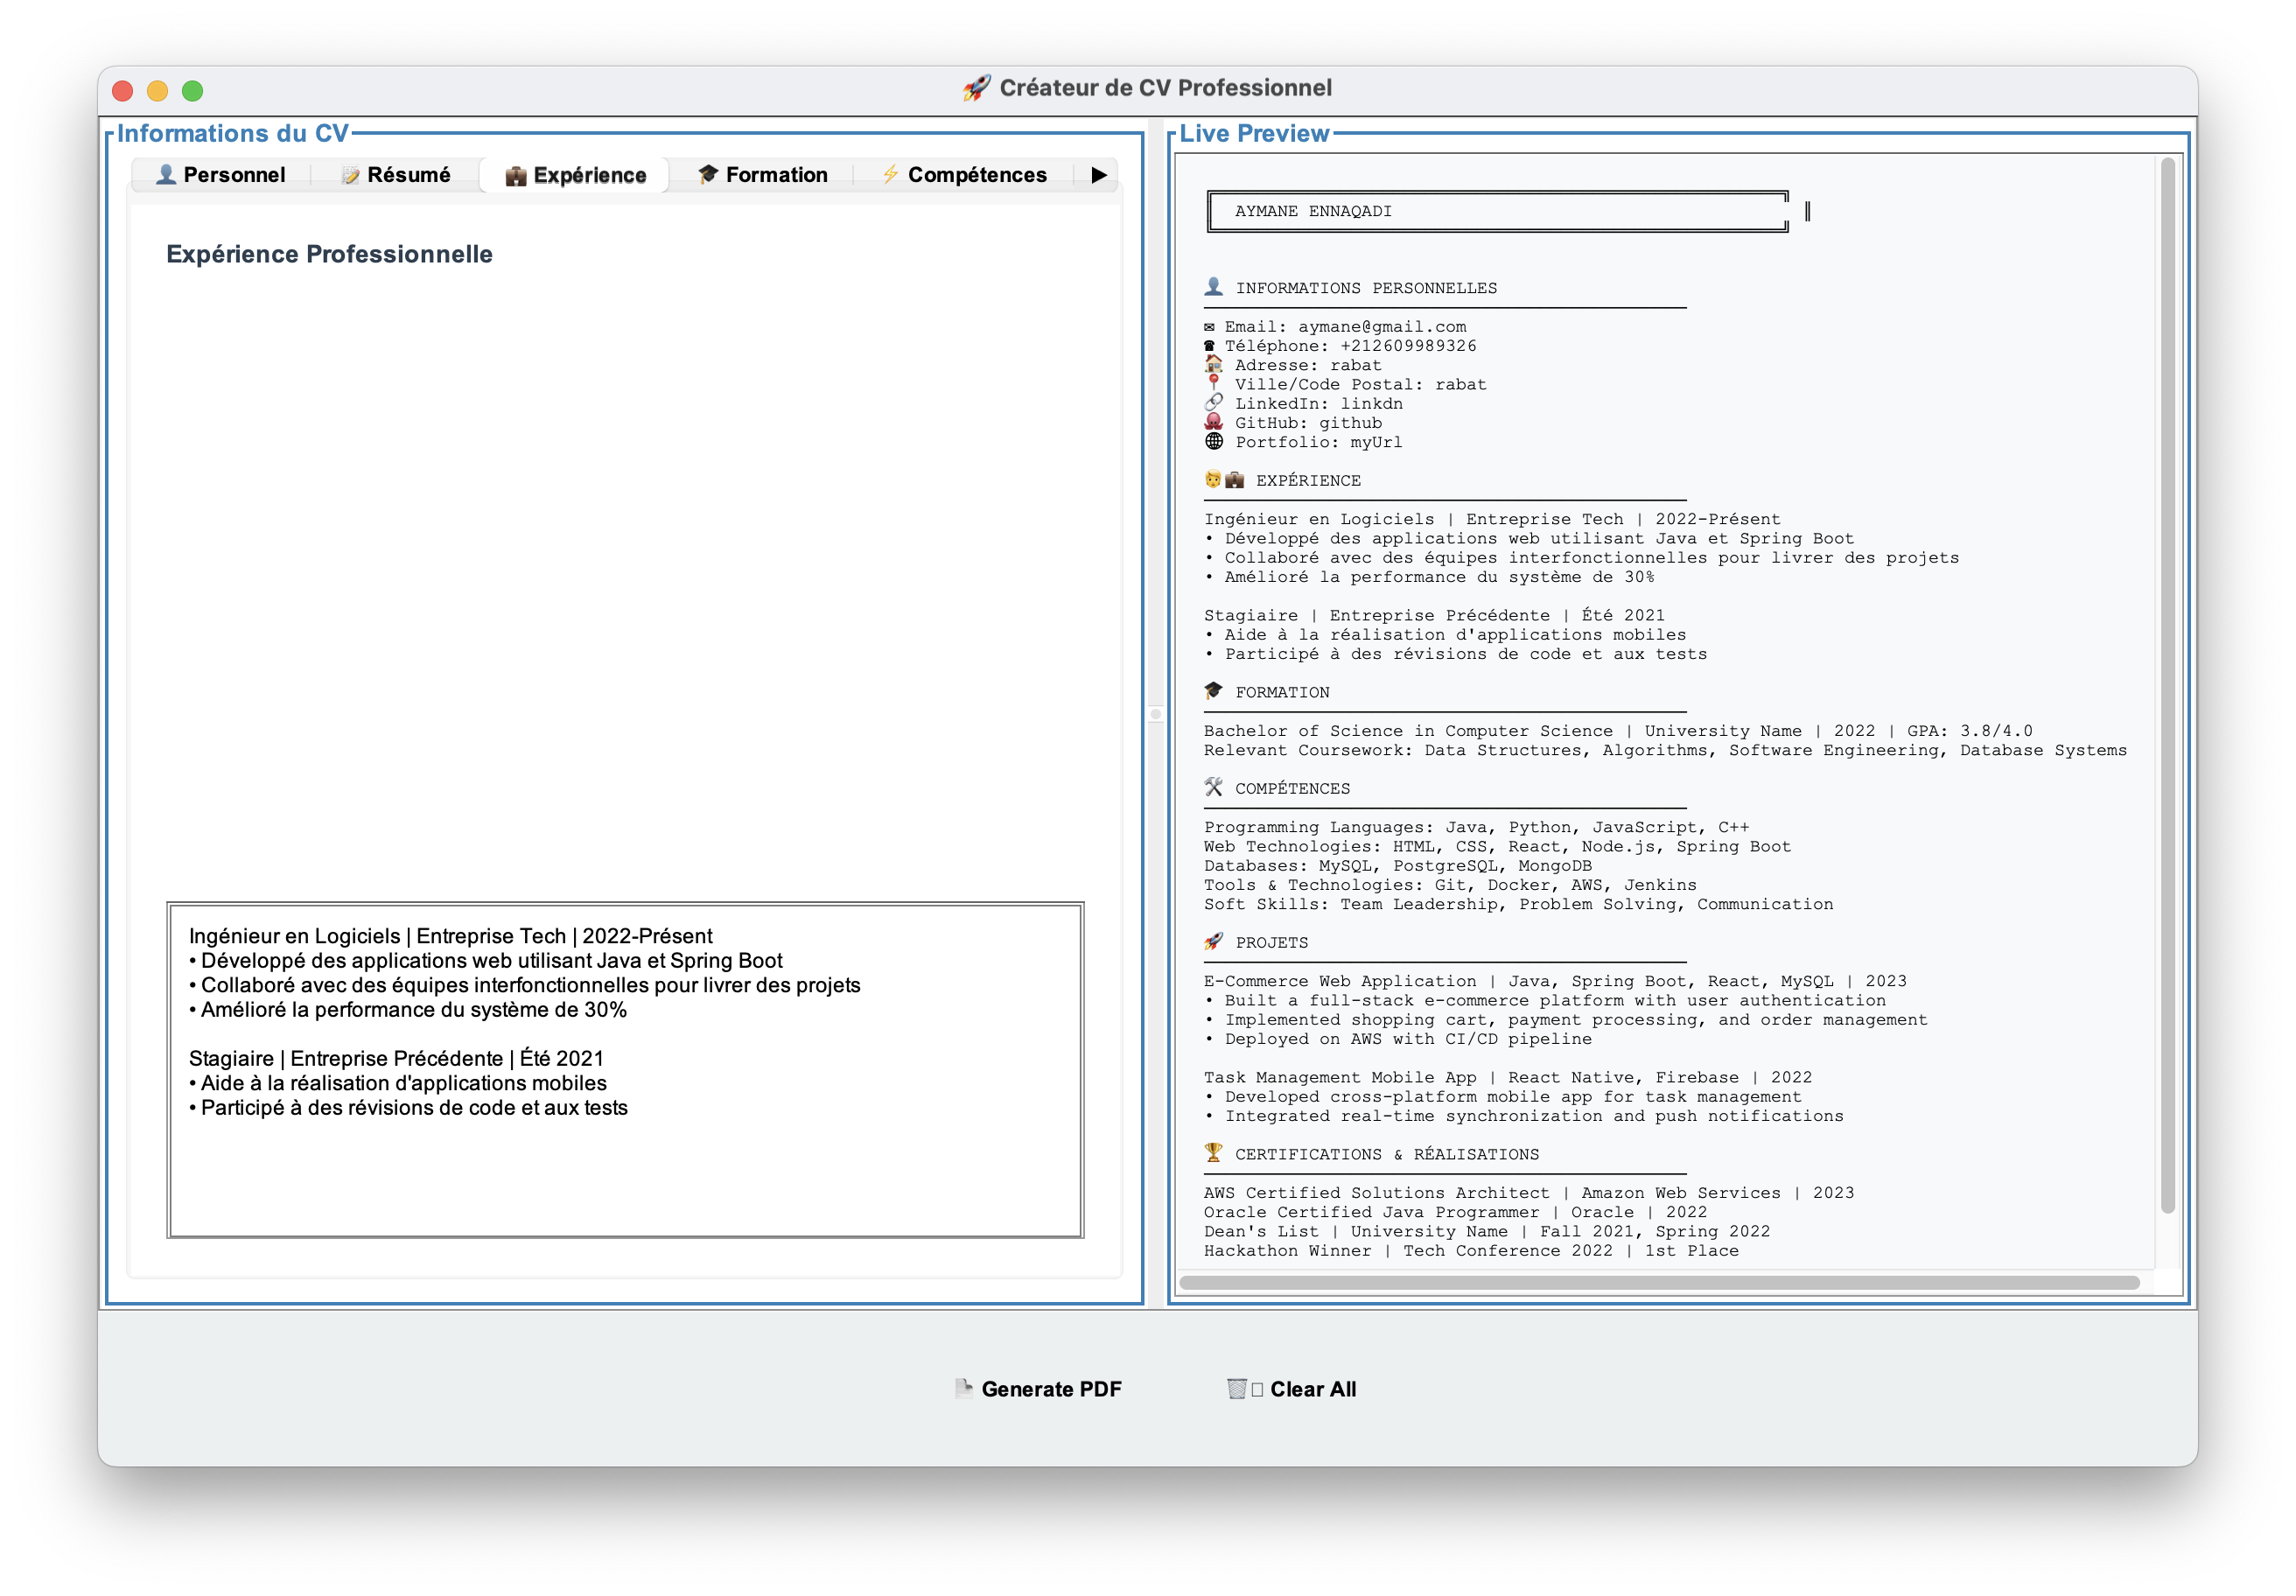 🚀 Créateur de CV Professionnel
Informations du CV
👤 Personnel 📝 Résumé 💼 Expérience 🎓 Formation ⚡ Compétences ▶
Expérience Professionnelle
Ingénieur en Logiciels | Entreprise Tech | 2022-Présent
• Développé des applications web utilisant Java et Spring Boot
• Collaboré avec des équipes interfonctionnelles pour livrer des projets
• Amélioré la performance du système de 30%
Stagiaire | Entreprise Précédente | Été 2021
• Aide à la réalisation d'applications mobiles
• Participé à des révisions de code et aux tests
Live Preview
AYMANE ENNAQADI
👤 INFORMATIONS PERSONNELLES
✉ Email: aymane@gmail.com
☎ Téléphone: +212609989326
🏠 Adresse: rabat
📍 Ville/Code Postal: rabat
🔗 LinkedIn: linkdn
🐙 GitHub: github
🌐 Portfolio: myUrl
🧑💼 EXPÉRIENCE
Ingénieur en Logiciels | Entreprise Tech | 2022-Présent
• Développé des applications web utilisant Java et Spring Boot
• Collaboré avec des équipes interfonctionnelles pour livrer des projets
• Amélioré la performance du système de 30%
Stagiaire | Entreprise Précédente | Été 2021
• Aide à la réalisation d'applications mobiles
• Participé à des révisions de code et aux tests
🎓 FORMATION
Bachelor of Science in Computer Science | University Name | 2022 | GPA: 3.8/4.0
Relevant Coursework: Data Structures, Algorithms, Software Engineering, Database Systems
🛠 COMPÉTENCES
Programming Languages: Java, Python, JavaScript, C++
Web Technologies: HTML, CSS, React, Node.js, Spring Boot
Databases: MySQL, PostgreSQL, MongoDB
Tools & Technologies: Git, Docker, AWS, Jenkins
Soft Skills: Team Leadership, Problem Solving, Communication
🚀 PROJETS
E-Commerce Web Application | Java, Spring Boot, React, MySQL | 2023
• Built a full-stack e-commerce platform with user authentication
• Implemented shopping cart, payment processing, and order management
• Deployed on AWS with CI/CD pipeline
Task Management Mobile App | React Native, Firebase | 2022
• Developed cross-platform mobile app for task management
• Integrated real-time synchronization and push notifications
🏆 CERTIFICATIONS & RÉALISATIONS
AWS Certified Solutions Architect | Amazon Web Services | 2023
Oracle Certified Java Programmer | Oracle | 2022
Dean's List | University Name | Fall 2021, Spring 2022
Hackathon Winner | Tech Conference 2022 | 1st Place
📄 Generate PDF
🗑 Clear All